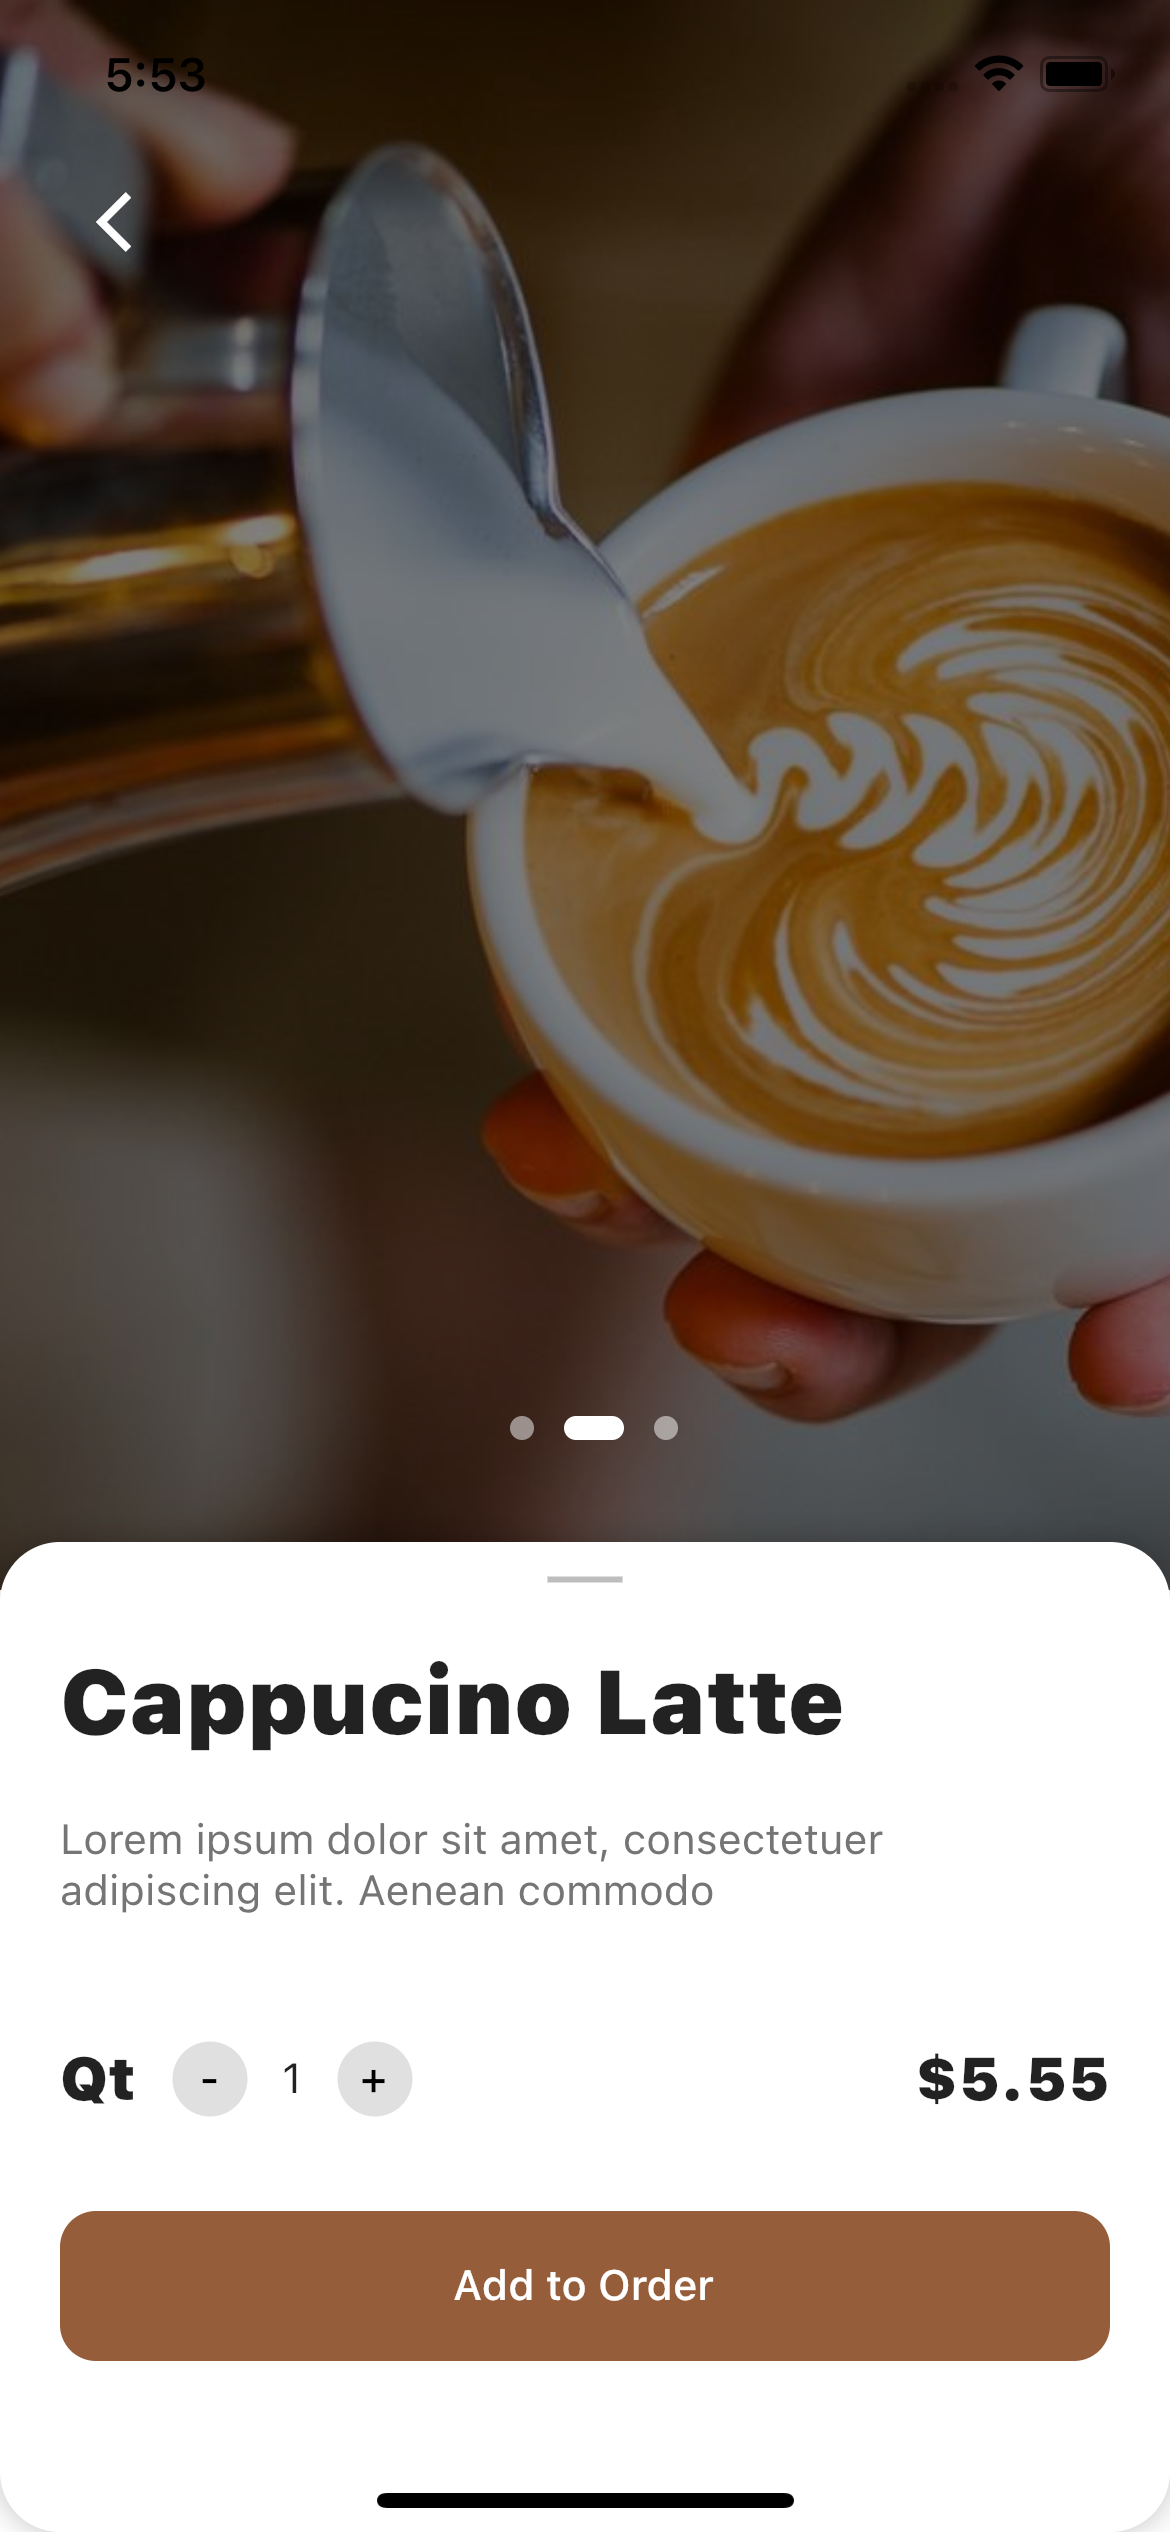 5:53
Cappucino Latte
Lorem ipsum dolor sit amet, consectetuer
adipiscing elit. Aenean commodo
Qt - 1 + $5.55
Add to Order